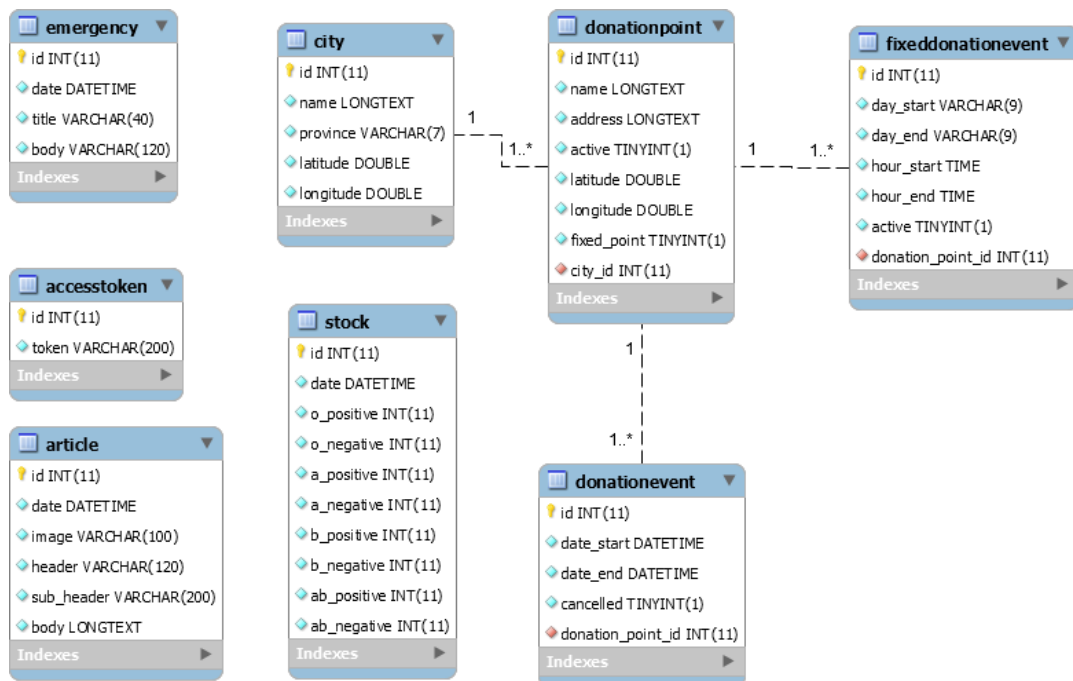 emergency
id INT(11)
date DATETIME
title VARCHAR(40)
body VARCHAR(120)
Indexes
city
id INT(11)
name LONGTEXT
province VARCHAR(7)
latitude DOUBLE
longitude DOUBLE
Indexes
1
1..*
donationpoint
id INT(11)
name LONGTEXT
address LONGTEXT
active TINYINT(1)
latitude DOUBLE
longitude DOUBLE
fixed_point TINYINT(1)
city_id INT(11)
Indexes
1
1..*
fixeddonationevent
id INT(11)
day_start VARCHAR(9)
day_end VARCHAR(9)
hour_start TIME
hour_end TIME
active TINYINT(1)
donation_point_id INT(11)
Indexes
accesstoken
id INT(11)
token VARCHAR(200)
Indexes
stock
id INT(11)
date DATETIME
o_positive INT(11)
o_negative INT(11)
a_positive INT(11)
a_negative INT(11)
b_positive INT(11)
b_negative INT(11)
ab_positive INT(11)
ab_negative INT(11)
Indexes
1
1..*
article
id INT(11)
date DATETIME
image VARCHAR(100)
header VARCHAR(120)
sub_header VARCHAR(200)
body LONGTEXT
Indexes
donationevent
id INT(11)
date_start DATETIME
date_end DATETIME
cancelled TINYINT(1)
donation_point_id INT(11)
Indexes